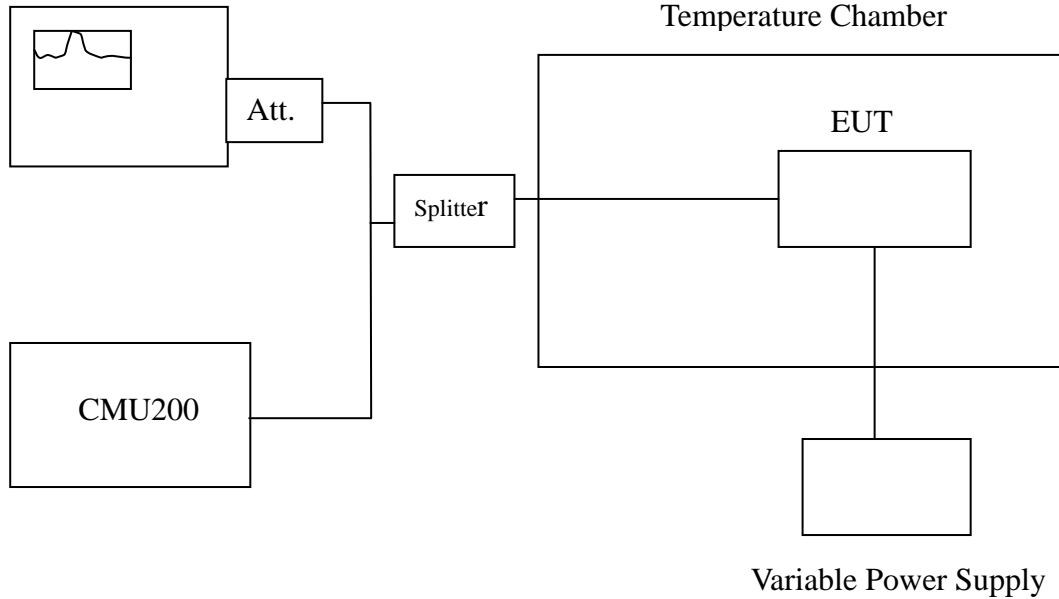 Temperature Chamber
Att.
EUT
Splitter
CMU200
Variable Power Supply